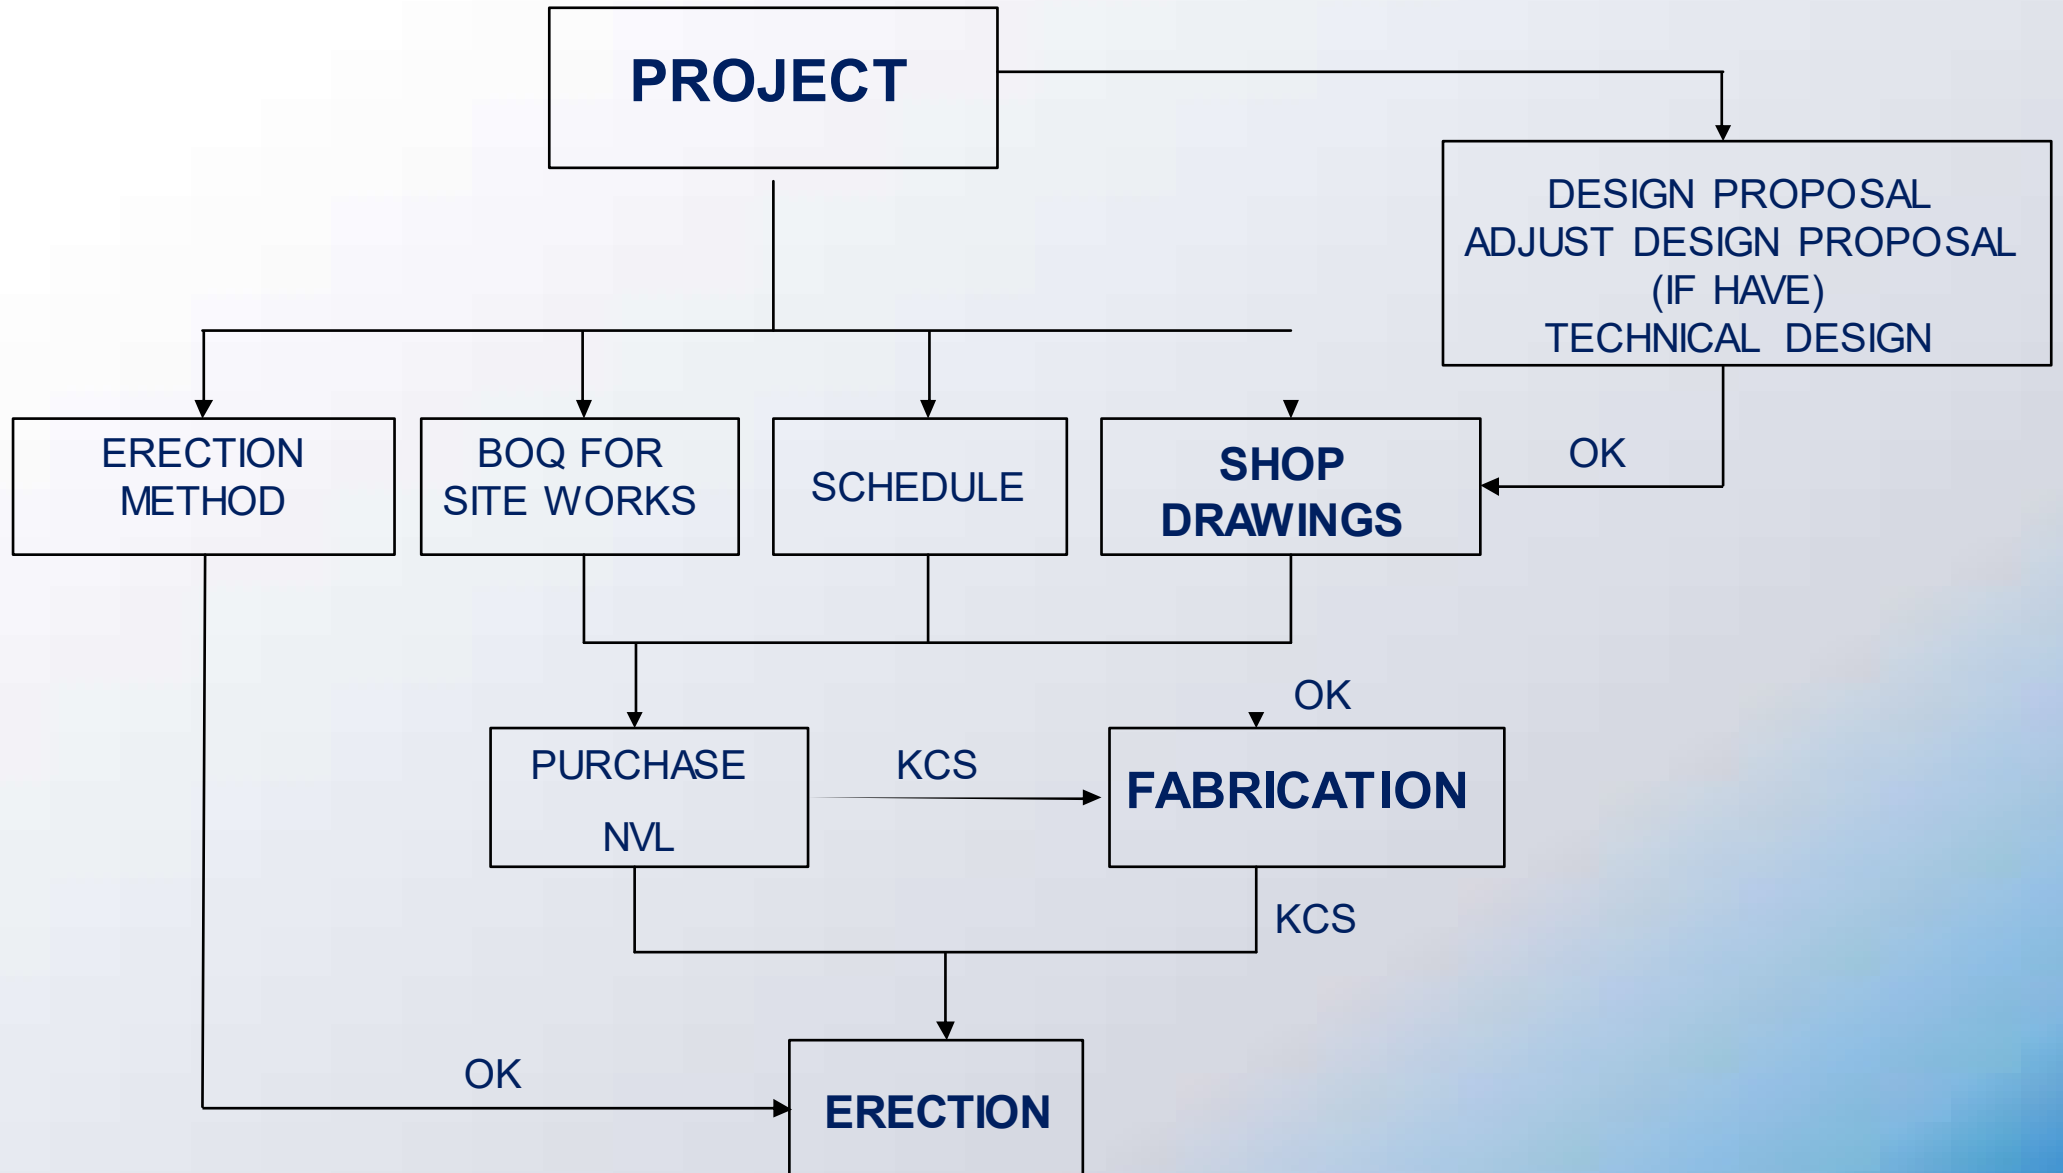 PROJECT
DESIGN PROPOSAL
ADJUST DESIGN PROPOSAL
(IF HAVE)
TECHNICAL DESIGN
ERECTION
METHOD
BOQ FOR
SITE WORKS
SCHEDULE
SHOP
DRAWINGS
OK
OK
PURCHASE
NVL
KCS
FABRICATION
KCS
OK
ERECTION